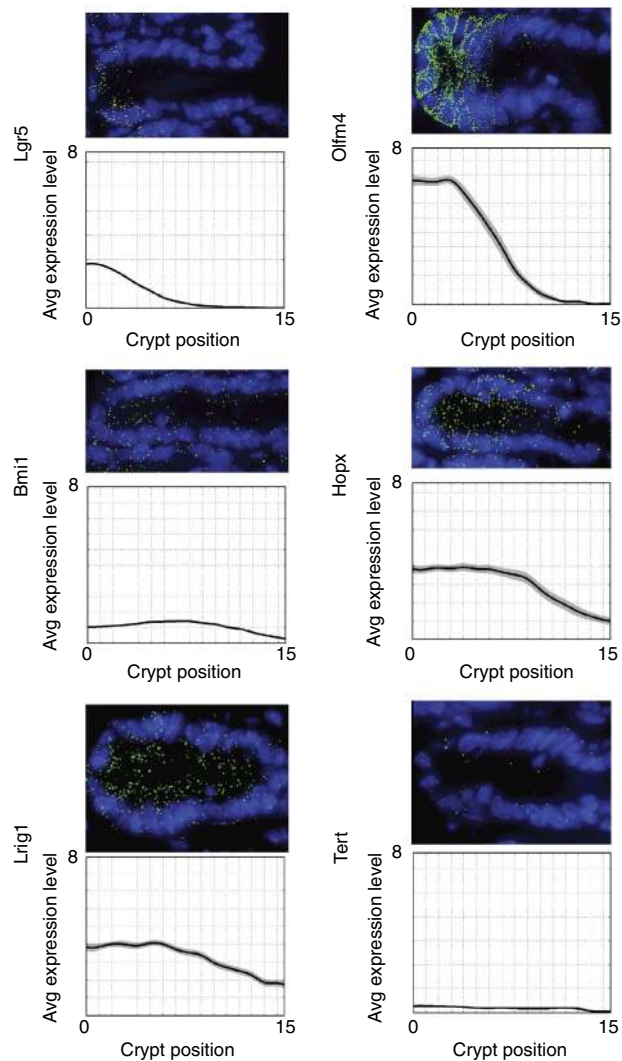 Lgr5
Avg expression level
8
0
15
Crypt position
Olfm4
Avg expression level
8
0
15
Crypt position
Bmi1
Avg expression level
8
0
15
Crypt position
Hopx
Avg expression level
8
0
15
Crypt position
Lrig1
Avg expression level
8
0
15
Crypt position
Tert
Avg expression level
8
0
15
Crypt position